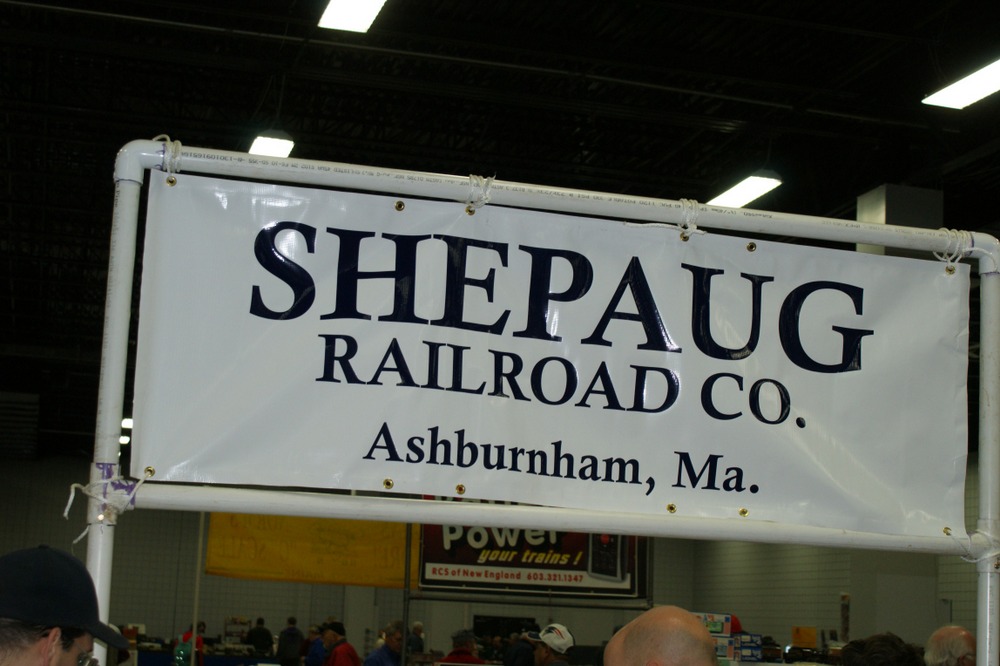 SHEPAUG
RAILROAD CO.
Ashburnham, Ma.
Power
your trains!
RCS of New England 603.321.1347